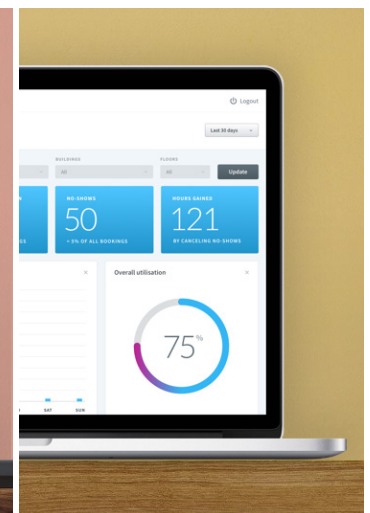 Logout
Last 30 days
BUILDINGS FLOORS
All All Update
NO-SHOWS HOURS GAINED
50 121
GS = 5% OF ALL BOOKINGS BY CANCELING NO-SHOWS
Overall utilisation
75%
SAT SUN